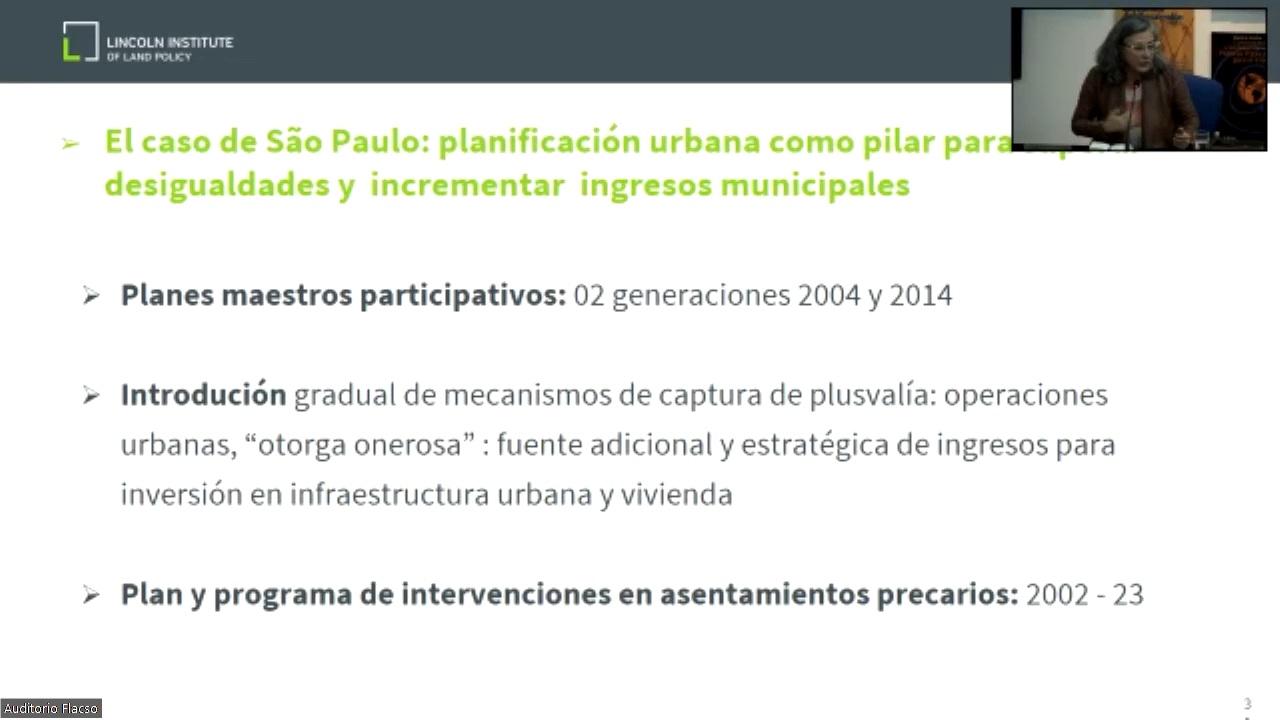 LINCOLN INSTITUTE
OF LAND POLICY
El caso de São Paulo: planificación urbana como pilar para
desigualdades y incrementar ingresos municipales
Planes maestros participativos: 02 generaciones 2004 y 2014
Introdución gradual de mecanismos de captura de plusvalía: operaciones
urbanas, “otorga onerosa” : fuente adicional y estratégica de ingresos para
inversión en infraestructura urbana y vivienda
Plan y programa de intervenciones en asentamientos precarios: 2002 - 23
Auditorio Flacso
3